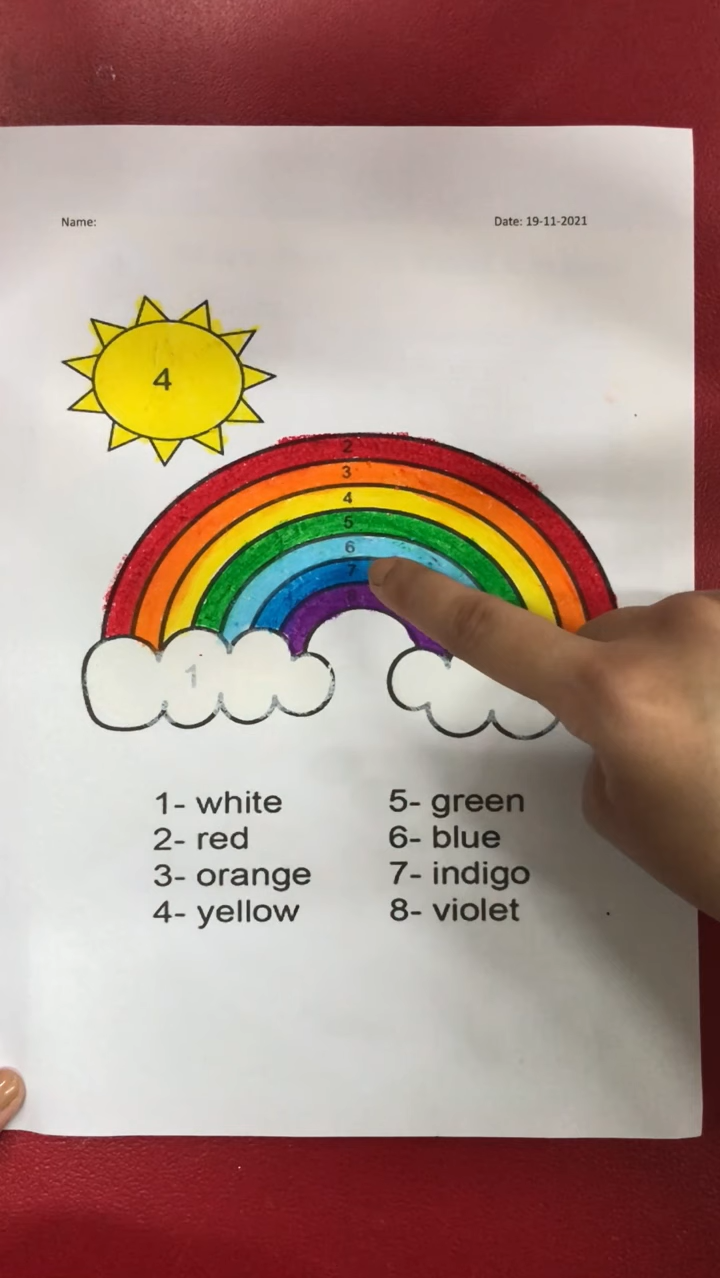 Name:
Date: 19-11-2021
4
2
3
4
5
6
7
1
1- white
2- red
3- orange
4- yellow
5- green
6- blue
7- indigo
8- violet